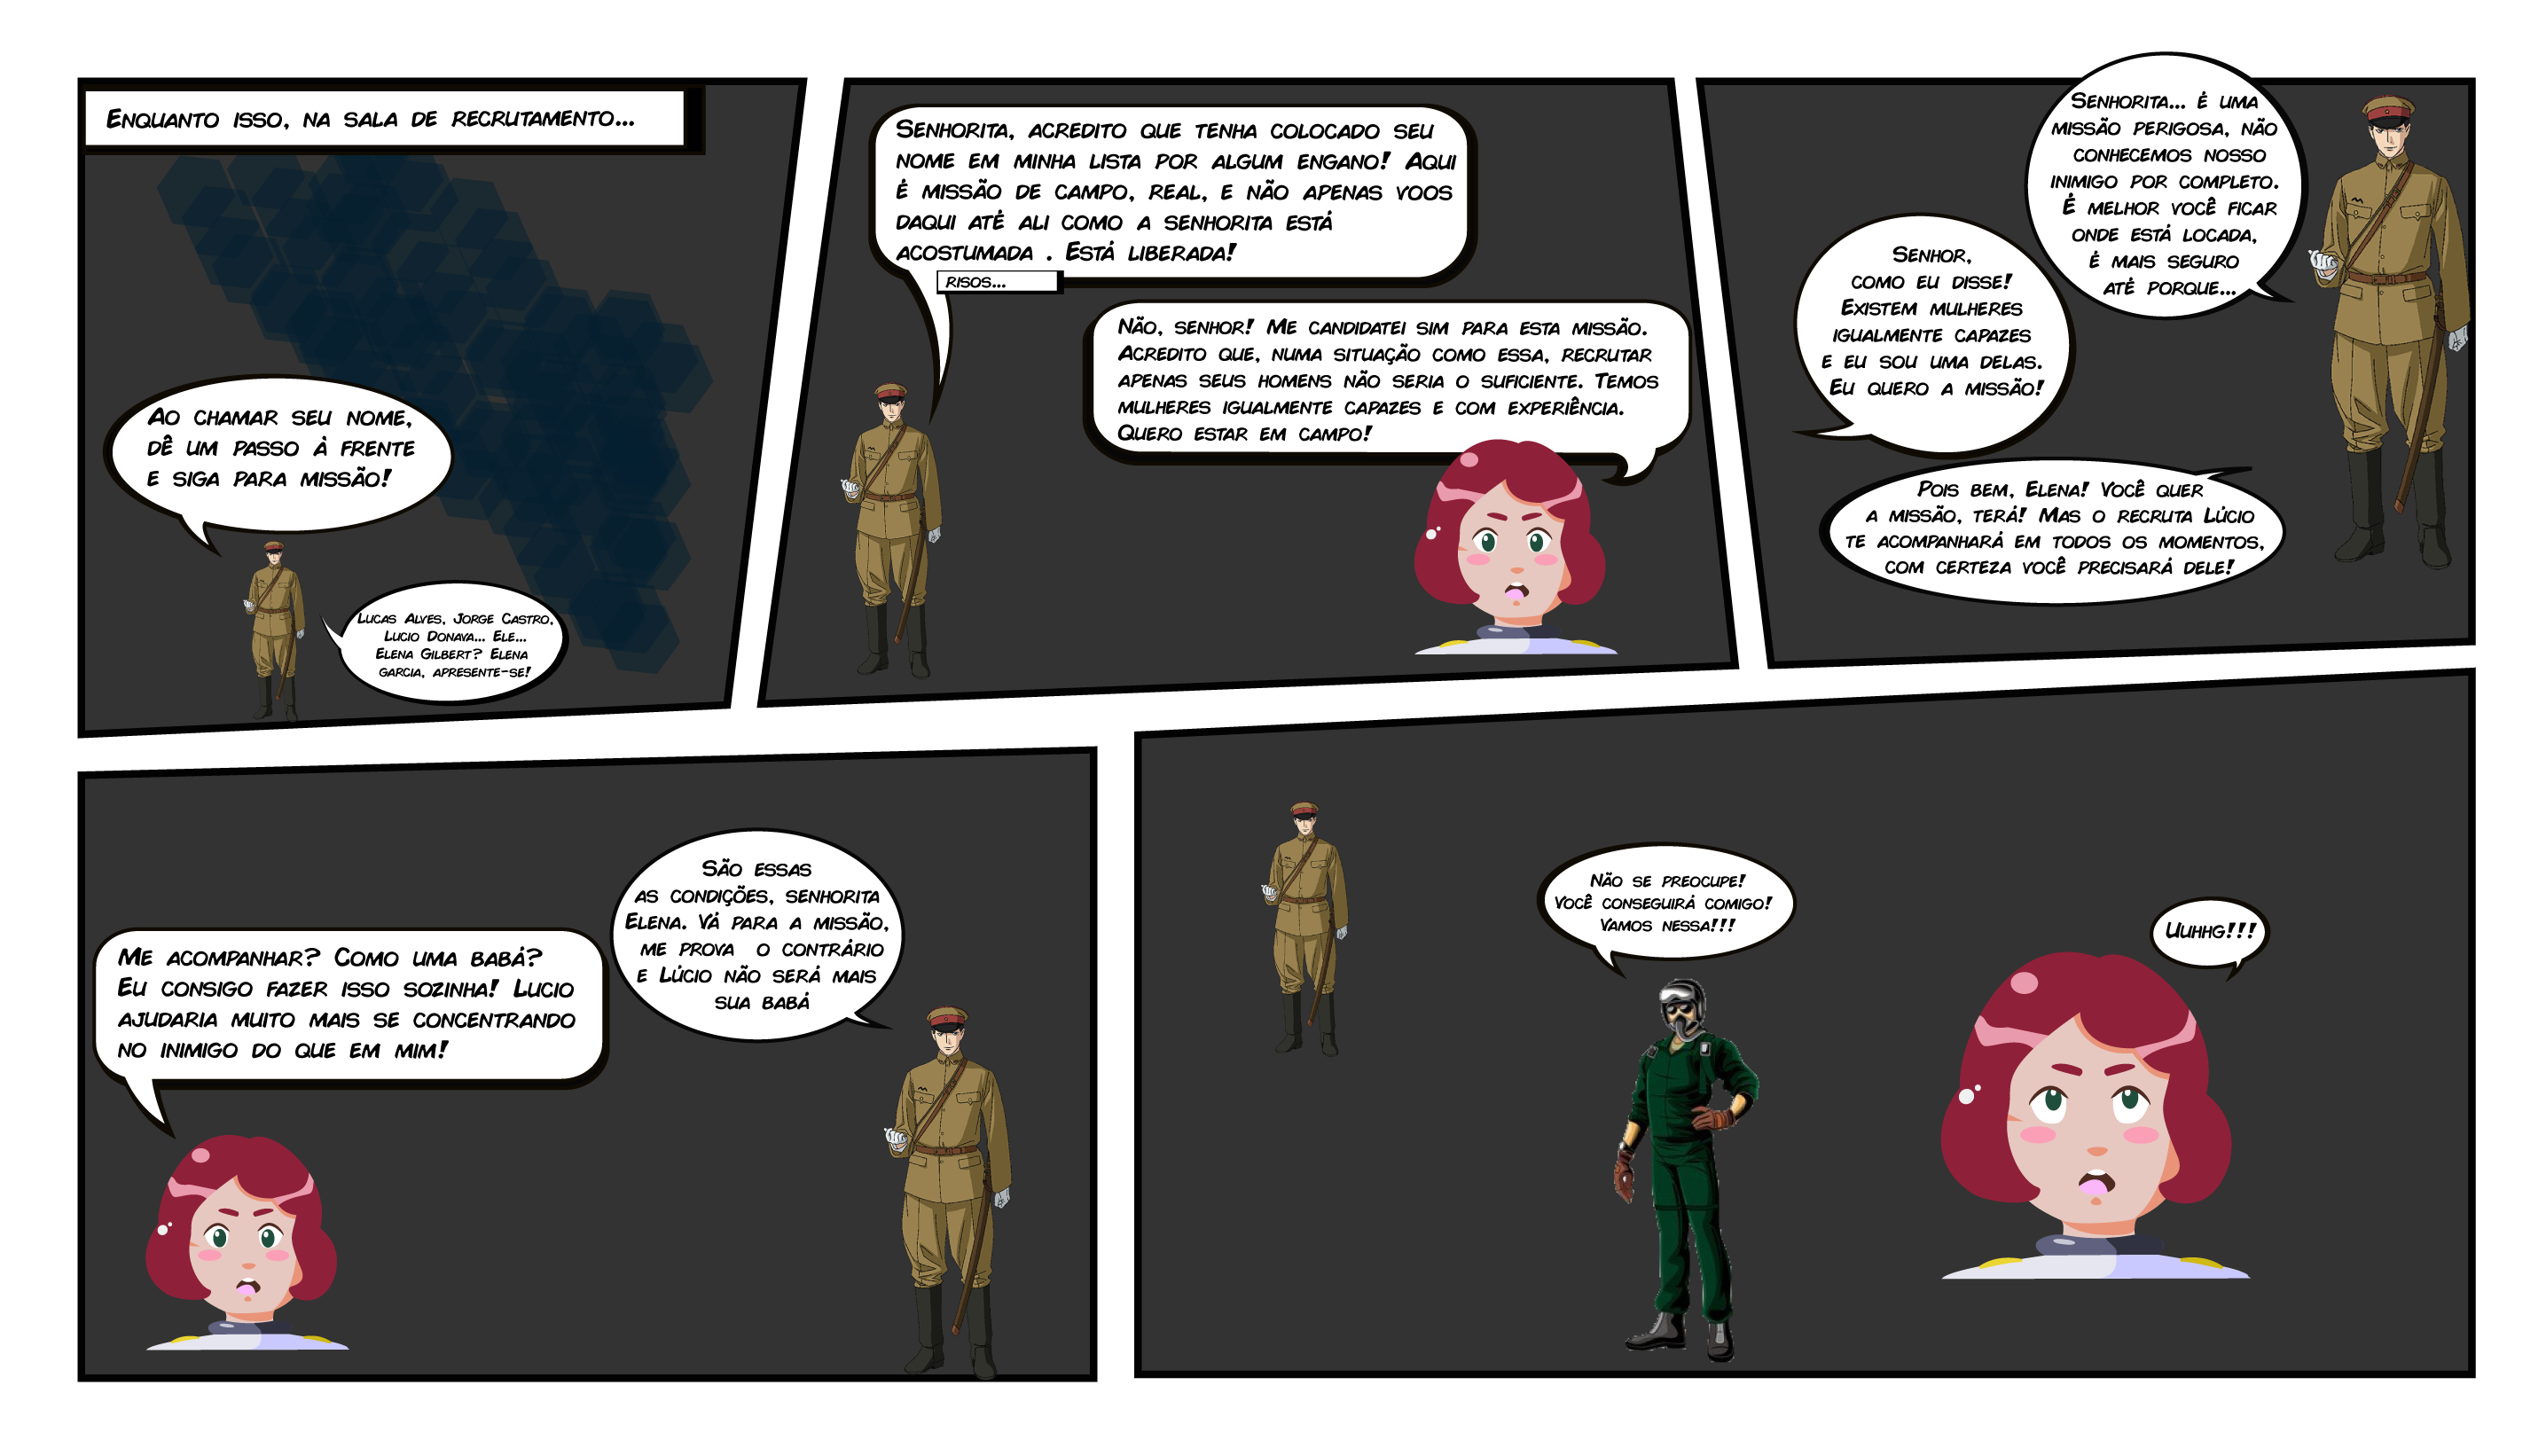 Enquanto isso, na sala de recrutamento...
Ao chamar seu nome,
dê um passo à frente
e siga para missão!
Lucas Alves, Jorge Castro,
Lucio Donava... Ele...
Elena Gilbert? Elena
garcia, apresente-se!
Senhorita, acredito que tenha colocado seu
nome em minha lista por algum engano! Aqui
é missão de campo, real, e não apenas voos
daqui até ali como a senhorita está
acostumada . Está liberada!
risos...
Não, senhor! Me candidatei sim para esta missão.
Acredito que, numa situação como essa, recrutar
apenas seus homens não seria o suficiente. Temos
mulheres igualmente capazes e com experiência.
Quero estar em campo!
Senhorita... é uma
missão perigosa, não
conhecemos nosso
inimigo por completo.
É melhor você ficar
onde está locada,
é mais seguro
até porque...
Senhor,
como eu disse!
Existem mulheres
igualmente capazes
e eu sou uma delas.
Eu quero a missão!
Pois bem, Elena! Você quer
a missão, terá! Mas o recruta Lúcio
te acompanhará em todos os momentos,
com certeza você precisará dele!
Me acompanhar? Como uma babá?
Eu consigo fazer isso sozinha! Lucio
ajudaria muito mais se concentrando
no inimigo do que em mim!
São essas
as condições, senhorita
Elena. Vá para a missão,
me prova o contrário
e Lúcio não será mais
sua babá
Não se preocupe!
Você conseguirá comigo!
Vamos nessa!!!
Uuhhg!!!